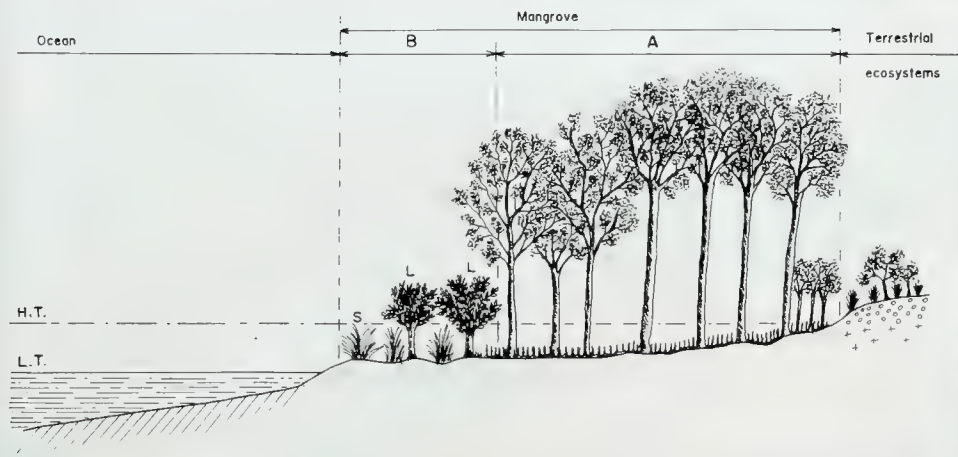 Mangrove
Ocean
B
A
Terrestrial
ecosystems
L
L
S
H.T.
L.T.